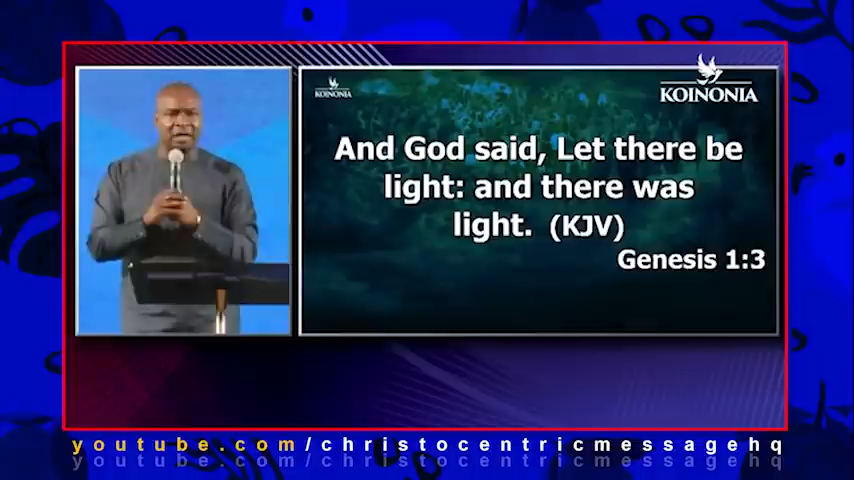 KOINONIA
KOINONIA
And God said, Let there be
light: and there was
light. (KJV)
Genesis 1:3
youtube.com/christocentricmessagehq
youtube.com/christocentricmessagehq